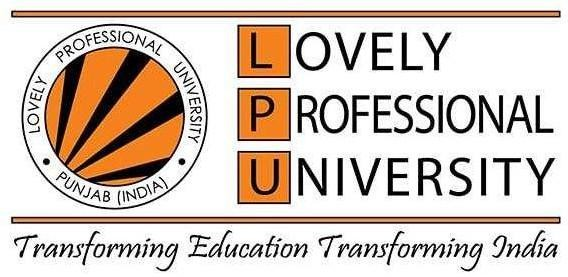 LOVELY PROFESSIONAL UNIVERSITY
• PUNJAB (INDIA) •
LOVELY
PROFESSIONAL
UNIVERSITY
Transforming Education Transforming India